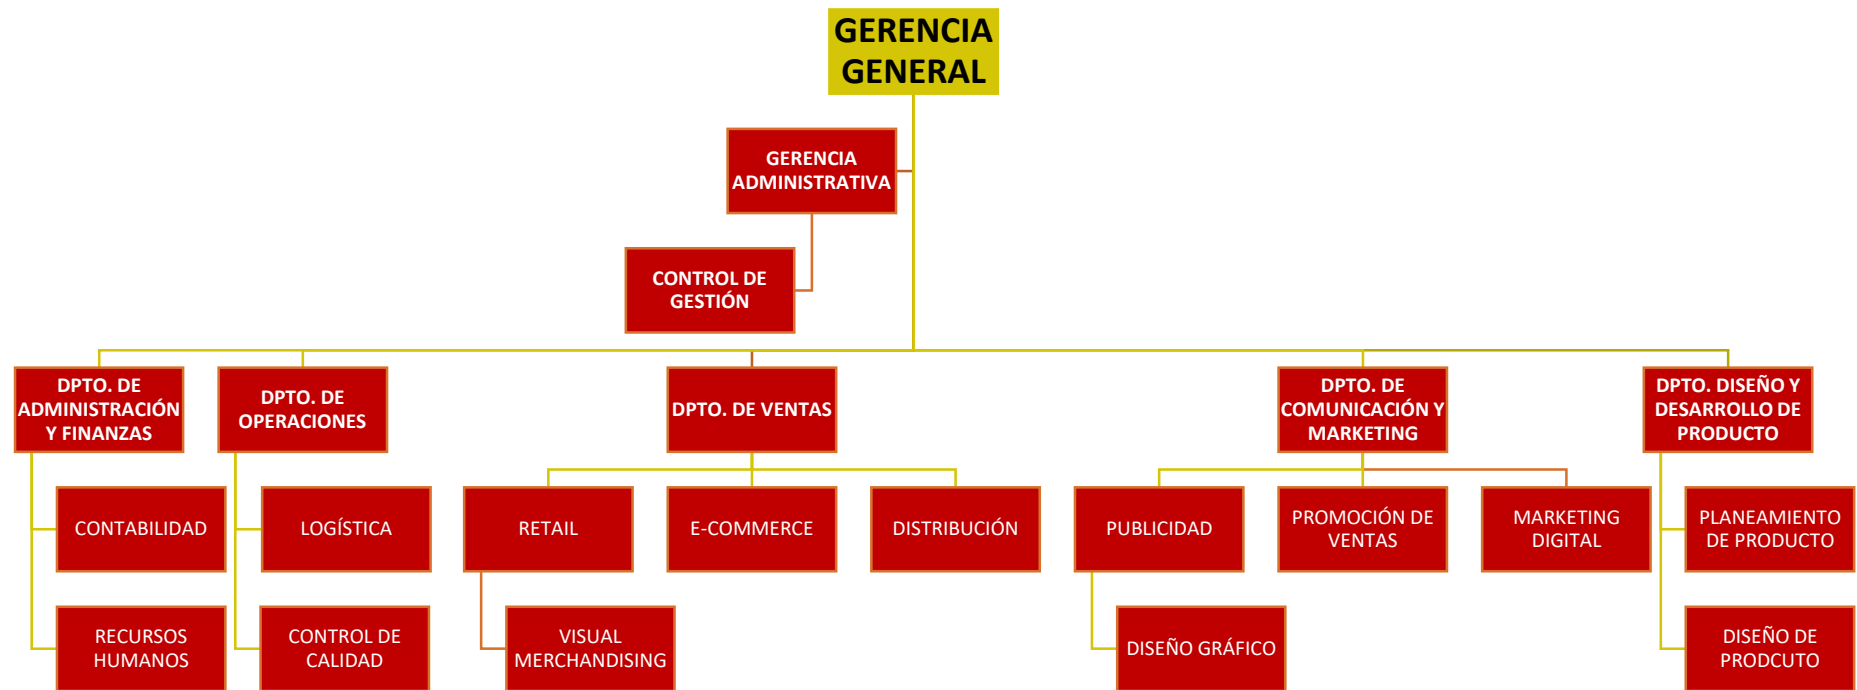 GERENCIA
GENERAL
GERENCIA
ADMINISTRATIVA
CONTROL DE
GESTIÓN
DPTO. DE
ADMINISTRACIÓN
Y FINANZAS
DPTO. DE
OPERACIONES
DPTO. DE VENTAS
DPTO. DE
COMUNICACIÓN Y
MARKETING
DPTO. DISEÑO Y
DESARROLLO DE
PRODUCTO
CONTABILIDAD
LOGÍSTICA
RETAIL
E-COMMERCE
DISTRIBUCIÓN
PUBLICIDAD
PROMOCIÓN DE
VENTAS
MARKETING
DIGITAL
PLANEAMIENTO
DE PRODUCTO
RECURSOS
HUMANOS
CONTROL DE
CALIDAD
VISUAL
MERCHANDISING
DISEÑO GRÁFICO
DISEÑO DE
PRODCUTO